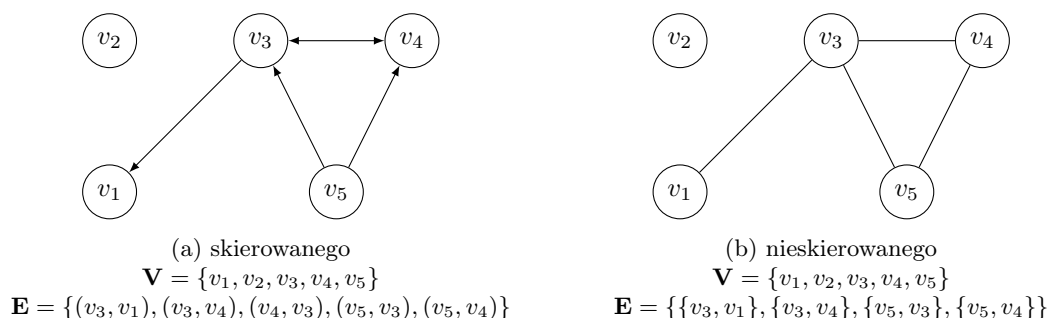 v₂ v₃ v₄
v₁ v₅
(a) skierowanego
V = {v₁, v₂, v₃, v₄, v₅}
E = {(v₃, v₁), (v₃, v₄), (v₄, v₃), (v₅, v₃), (v₅, v₄)}
v₂ v₃ v₄
v₁ v₅
(b) nieskierowanego
V = {v₁, v₂, v₃, v₄, v₅}
E = {{v₃, v₁}, {v₃, v₄}, {v₅, v₃}, {v₅, v₄}}